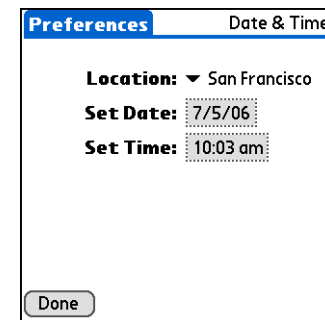 Preferences Date & Time
Location: San Francisco
Set Date: 7/5/06
Set Time: 10:03 am
Done